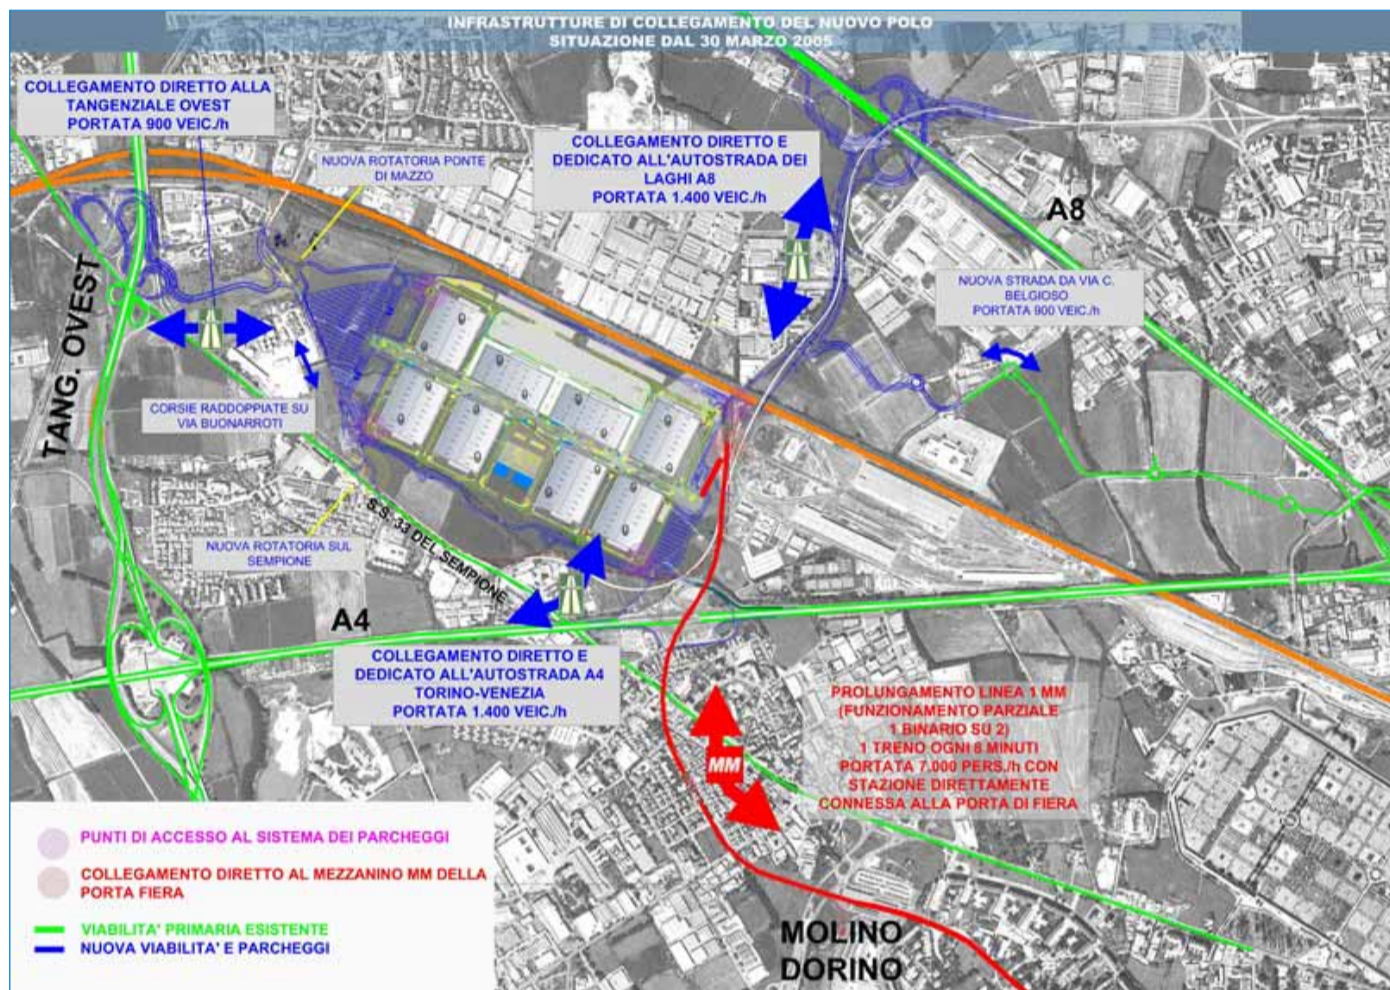 INFRASTRUTTURE DI COLLEGAMENTO DEL NUOVO POLO
SITUAZIONE DAL 30 MARZO 2005
COLLEGAMENTO DIRETTO ALLA
TANGENZIALE OVEST
PORTATA 900 VEIC./h
NUOVA ROTATORIA PONTE
DI MAZZO
COLLEGAMENTO DIRETTO E
DEDICATO ALL'AUTOSTRADA DEI
LAGHI A8
PORTATA 1.400 VEIC./h
A8
NUOVA STRADA DA VIA C.
BELGIOSO
PORTATA 900 VEIC./h
TANG. OVEST
CORSIE RADDOPPIATE SU
VIA BUONARROTI
NUOVA ROTATORIA SUL
SEMPIONE
S.S. 33 DEL SEMPIONE
A4
COLLEGAMENTO DIRETTO E
DEDICATO ALL'AUTOSTRADA A4
TORINO-VENEZIA
PORTATA 1.400 VEIC./h
PROLUNGAMENTO LINEA 1 MM
(FUNZIONAMENTO PARZIALE
1 BINARIO SU 2)
1 TRENO OGNI 8 MINUTI
PORTATA 7.000 PERS./h CON
STAZIONE DIRETTAMENTE
CONNESSA ALLA PORTA DI FIERA
MM
PUNTI DI ACCESSO AL SISTEMA DEI PARCHEGGI
COLLEGAMENTO DIRETTO AL MEZZANINO MM DELLA
PORTA FIERA
VIABILITA' PRIMARIA ESISTENTE
NUOVA VIABILITA' E PARCHEGGI
MOLINO
DORINO